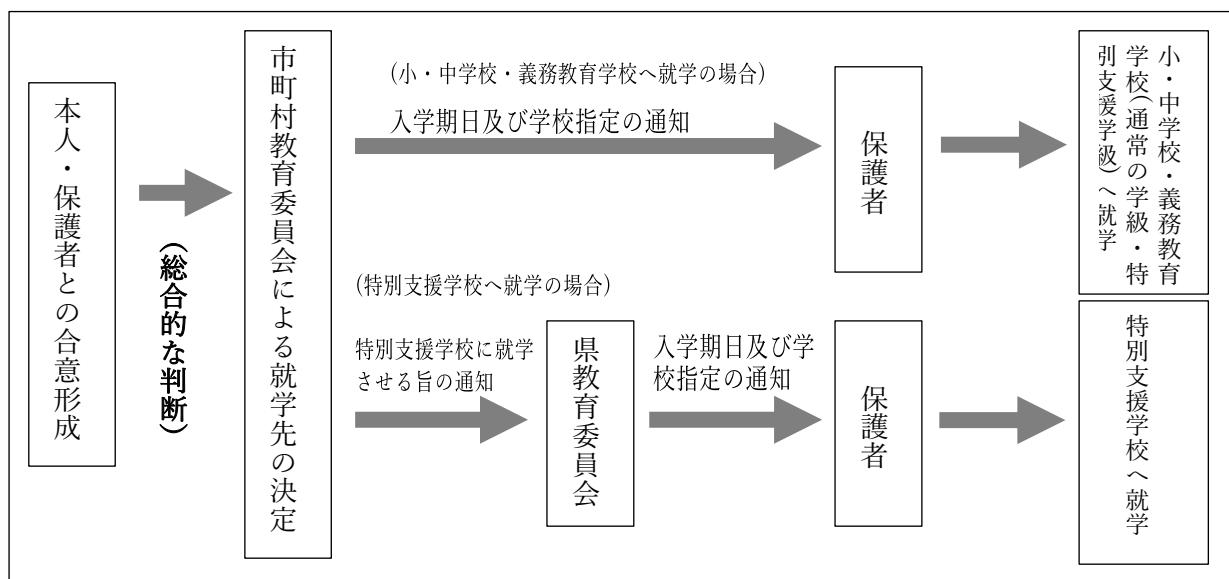 本人・保護者との合意形成
(総合的な判断)
市町村教育委員会による就学先の決定
(小・中学校・義務教育学校へ就学の場合)
入学期日及び学校指定の通知
保護者
小・中学校・義務教育
学校(通常の学級・特
別支援学級)へ就学
(特別支援学校へ就学の場合)
特別支援学校に就学
させる旨の通知
県教育委員会
入学期日及び学
校指定の通知
保護者
特別支援学校へ就学